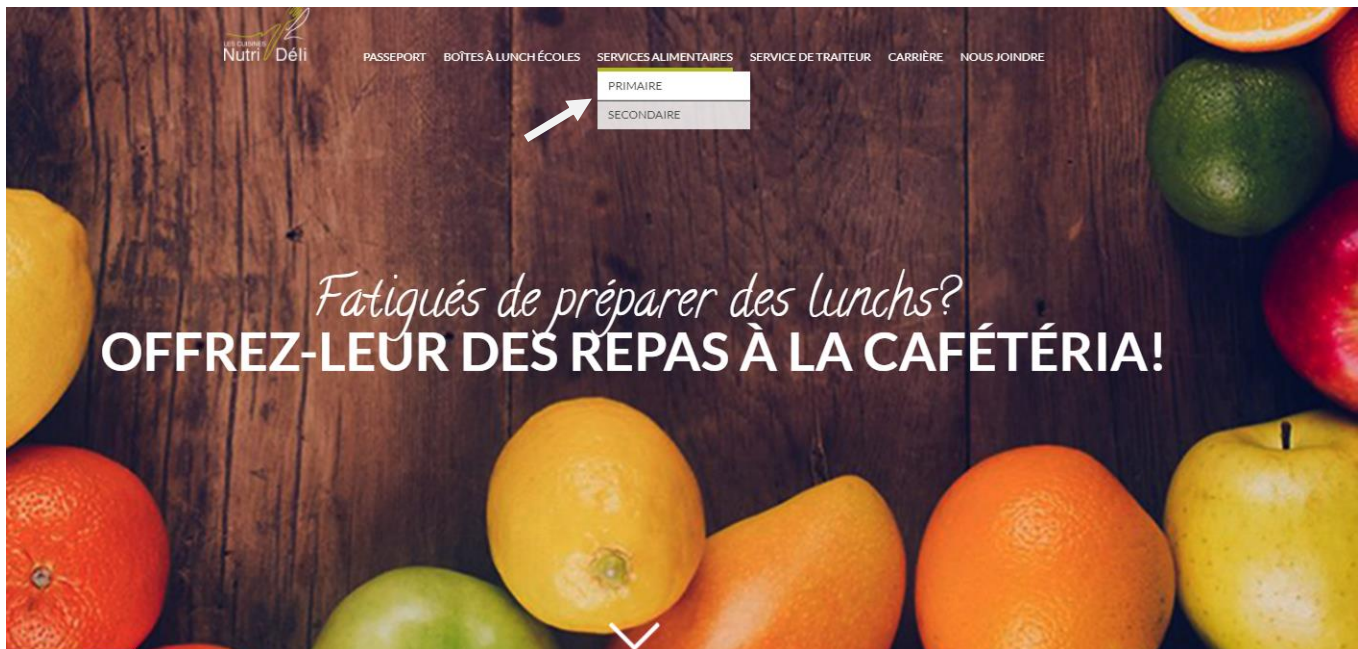 LES CUISINES
Nutri Déli
PASSEPORT BOÎTES À LUNCH ÉCOLES SERVICES ALIMENTAIRES SERVICE DE TRAITEUR CARRIÈRE NOUS JOINDRE
PRIMAIRE
SECONDAIRE
Fatigués de préparer des lunchs?
OFFREZ-LEUR DES REPAS À LA CAFÉTÉRIA!